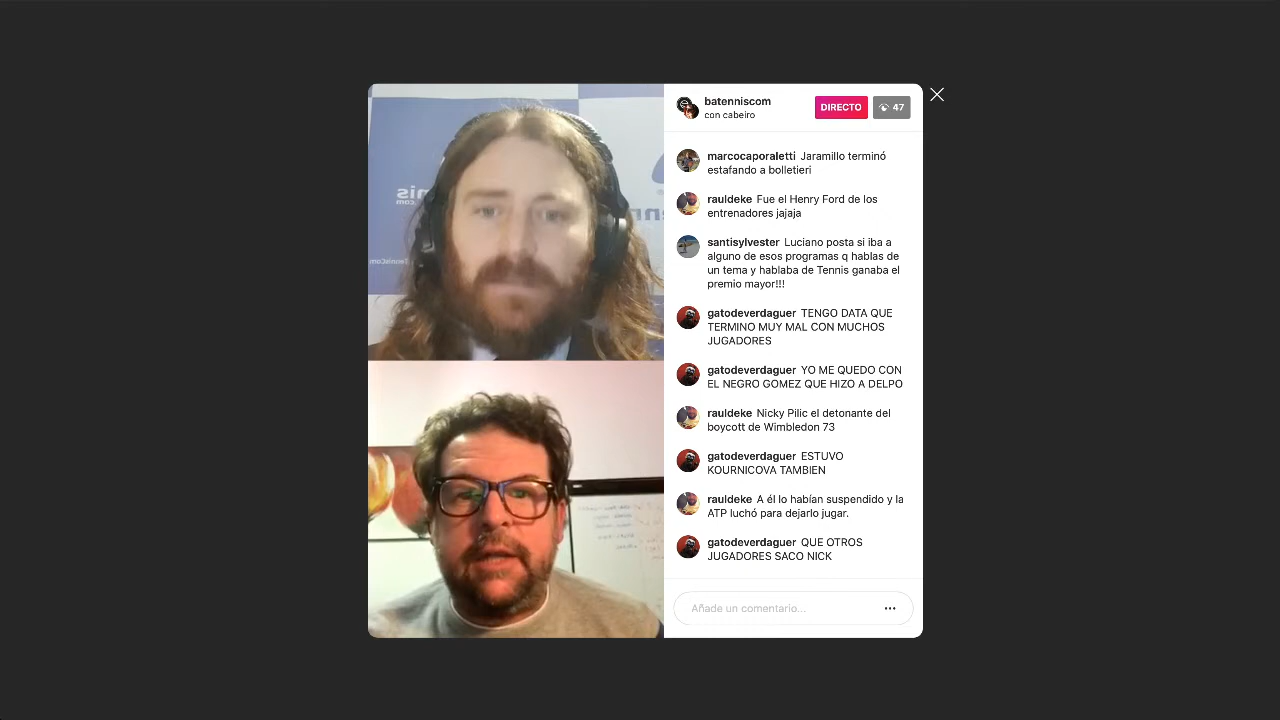 batenniscom
con cabeiro
DIRECTO
47
marcocaporaletti Jaramillo terminó
estafando a bolletieri
rauldeke Fue el Henry Ford de los
entrenadores jajaja
santisylvester Luciano posta si iba a
alguno de esos programas q hablas de
un tema y hablaba de Tennis ganaba el
premio mayor!!!
gatodeverdaguer TENGO DATA QUE
TERMINO MUY MAL CON MUCHOS
JUGADORES
gatodeverdaguer YO ME QUEDO CON
EL NEGRO GOMEZ QUE HIZO A DELPO
rauldeke Nicky Pilic el detonante del
boycott de Wimbledon 73
gatodeverdaguer ESTUVO
KOURNICOVA TAMBIEN
rauldeke A él lo habían suspendido y la
ATP luchó para dejarlo jugar.
gatodeverdaguer QUE OTROS
JUGADORES SACO NICK
Añade un comentario...